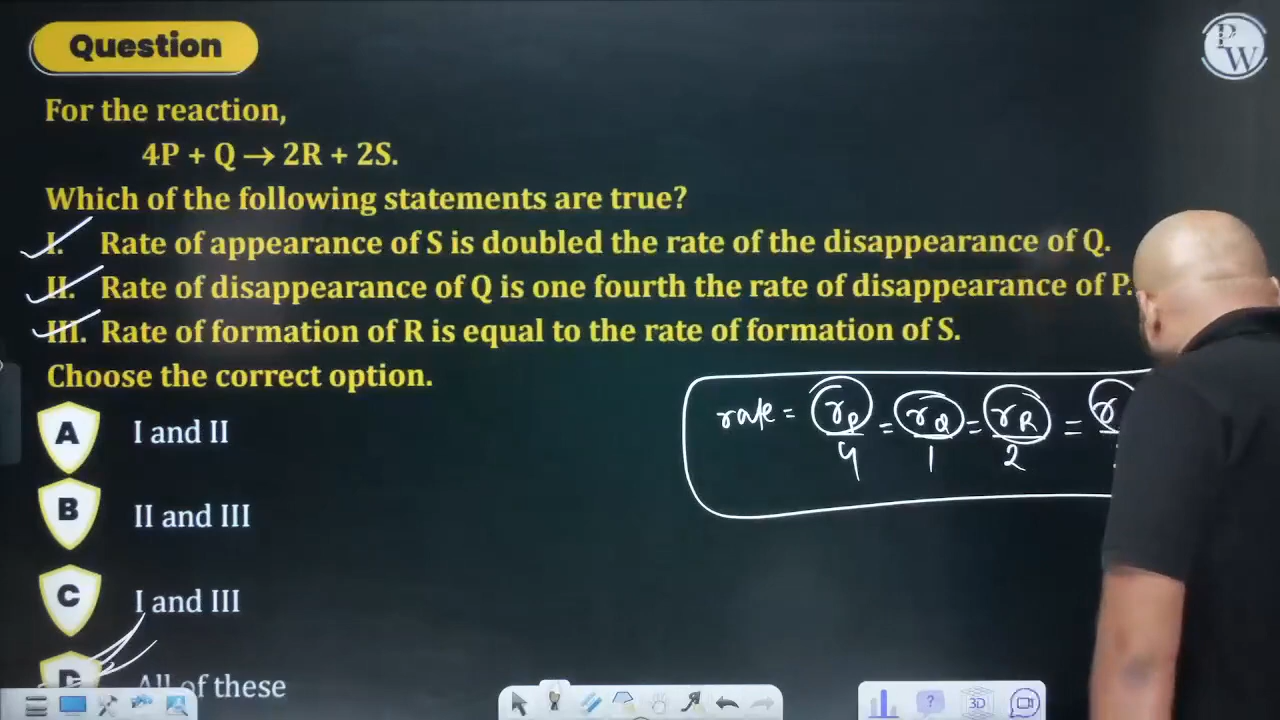 Question
PW
For the reaction,
4P + Q → 2R + 2S.
Which of the following statements are true?
I. Rate of appearance of S is doubled the rate of the disappearance of Q.
II. Rate of disappearance of Q is one fourth the rate of disappearance of P.
III. Rate of formation of R is equal to the rate of formation of S.
Choose the correct option.
rate = rP/4 = rQ/1 = rR/2 = r
A I and II
B II and III
C I and III
D All of these
?
3D